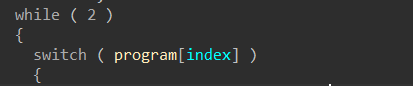 while ( 2 )
{
switch ( program[index] )
{